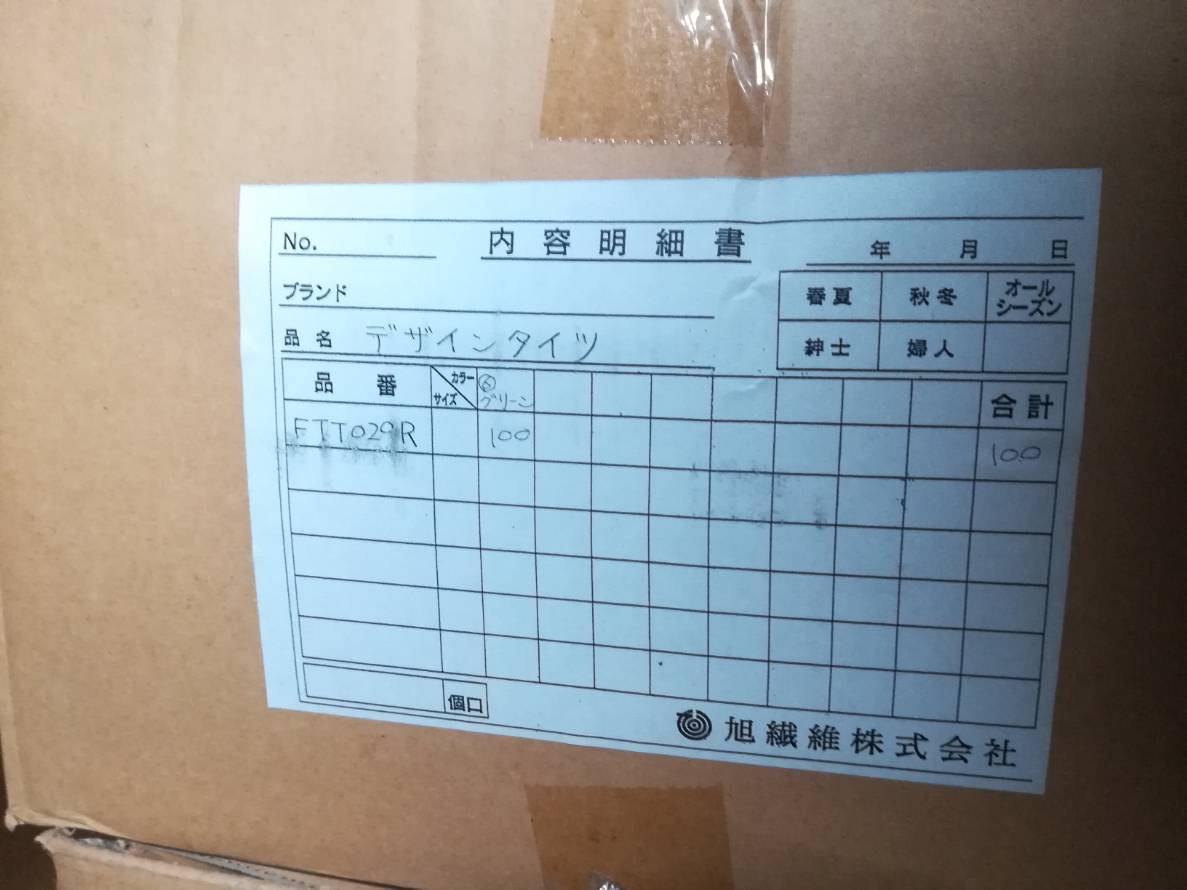 No. 内容明細書 年 月 日
ブランド
春夏 秋冬 オールシーズン
品名 デザインタイツ
紳士 婦人
品番 カラー サイズ ⑥ グリーン 合計
FTT029R 100 100
個口
旭繊維株式会社